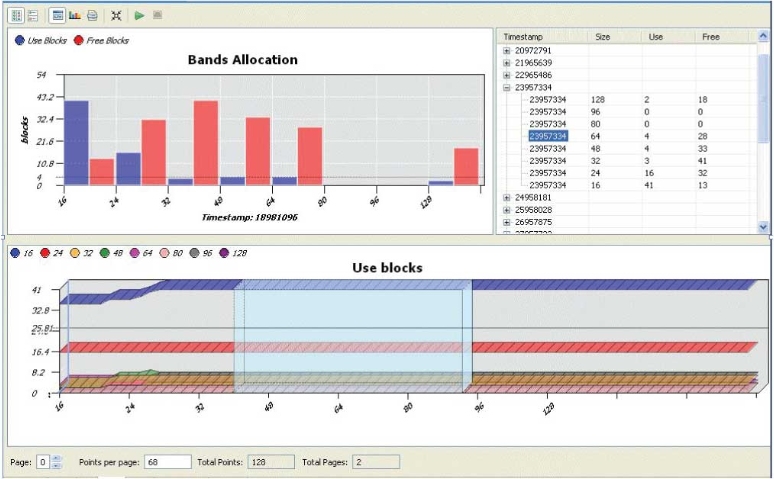 Use Blocks Free Blocks
Bands Allocation
54
43.2
32.4
21.6
10.8
4
0
blocks
16 24 32 48 64 80 96 128
Timestamp: 18981096
Timestamp Size Use Free
20972791
21965639
22965486
23957334
23957334 128 2 18
23957334 96 0 0
23957334 80 0 0
23957334 64 4 28
23957334 48 4 33
23957334 32 3 41
23957334 24 16 32
23957334 16 41 13
24958181
25958028
26957875
16 24 32 48 64 80 96 128
Use blocks
41
32.8
25.81
16.4
8.2
0
16 24 32 48 64 80 96 128
Page: 0 Points per page: 68 Total Points: 128 Total Pages: 2